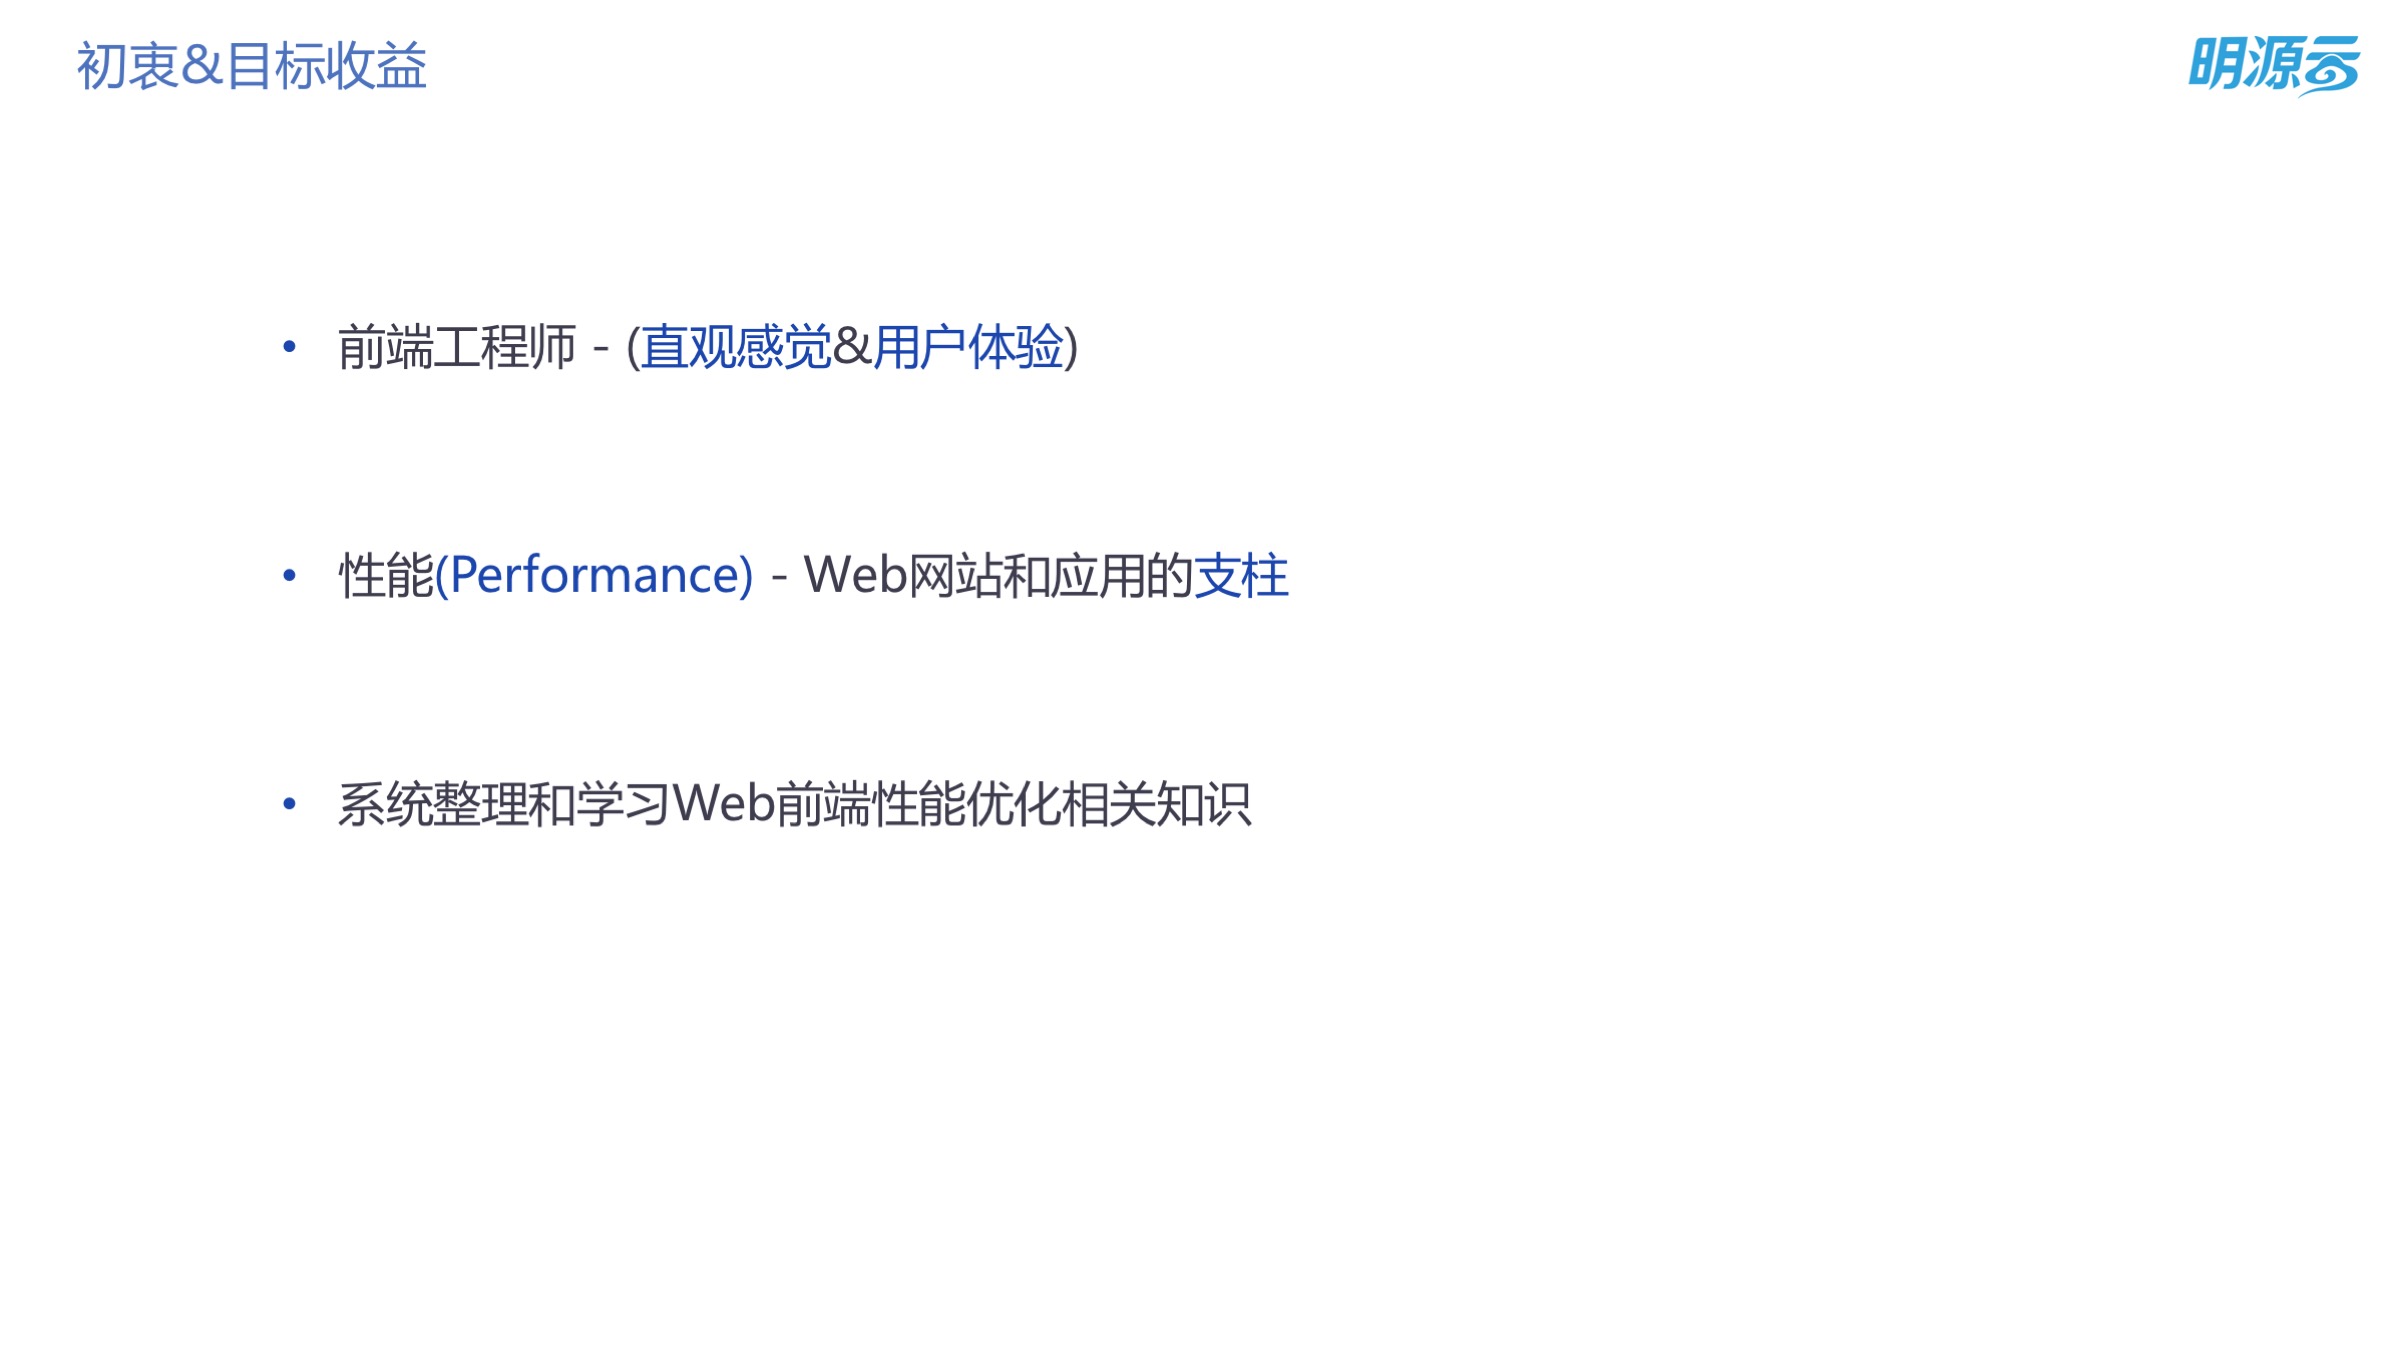 初衷&目标收益
明源云
• 前端工程师 - (直观感觉&用户体验)
• 性能(Performance) - Web网站和应用的支柱
• 系统整理和学习Web前端性能优化相关知识